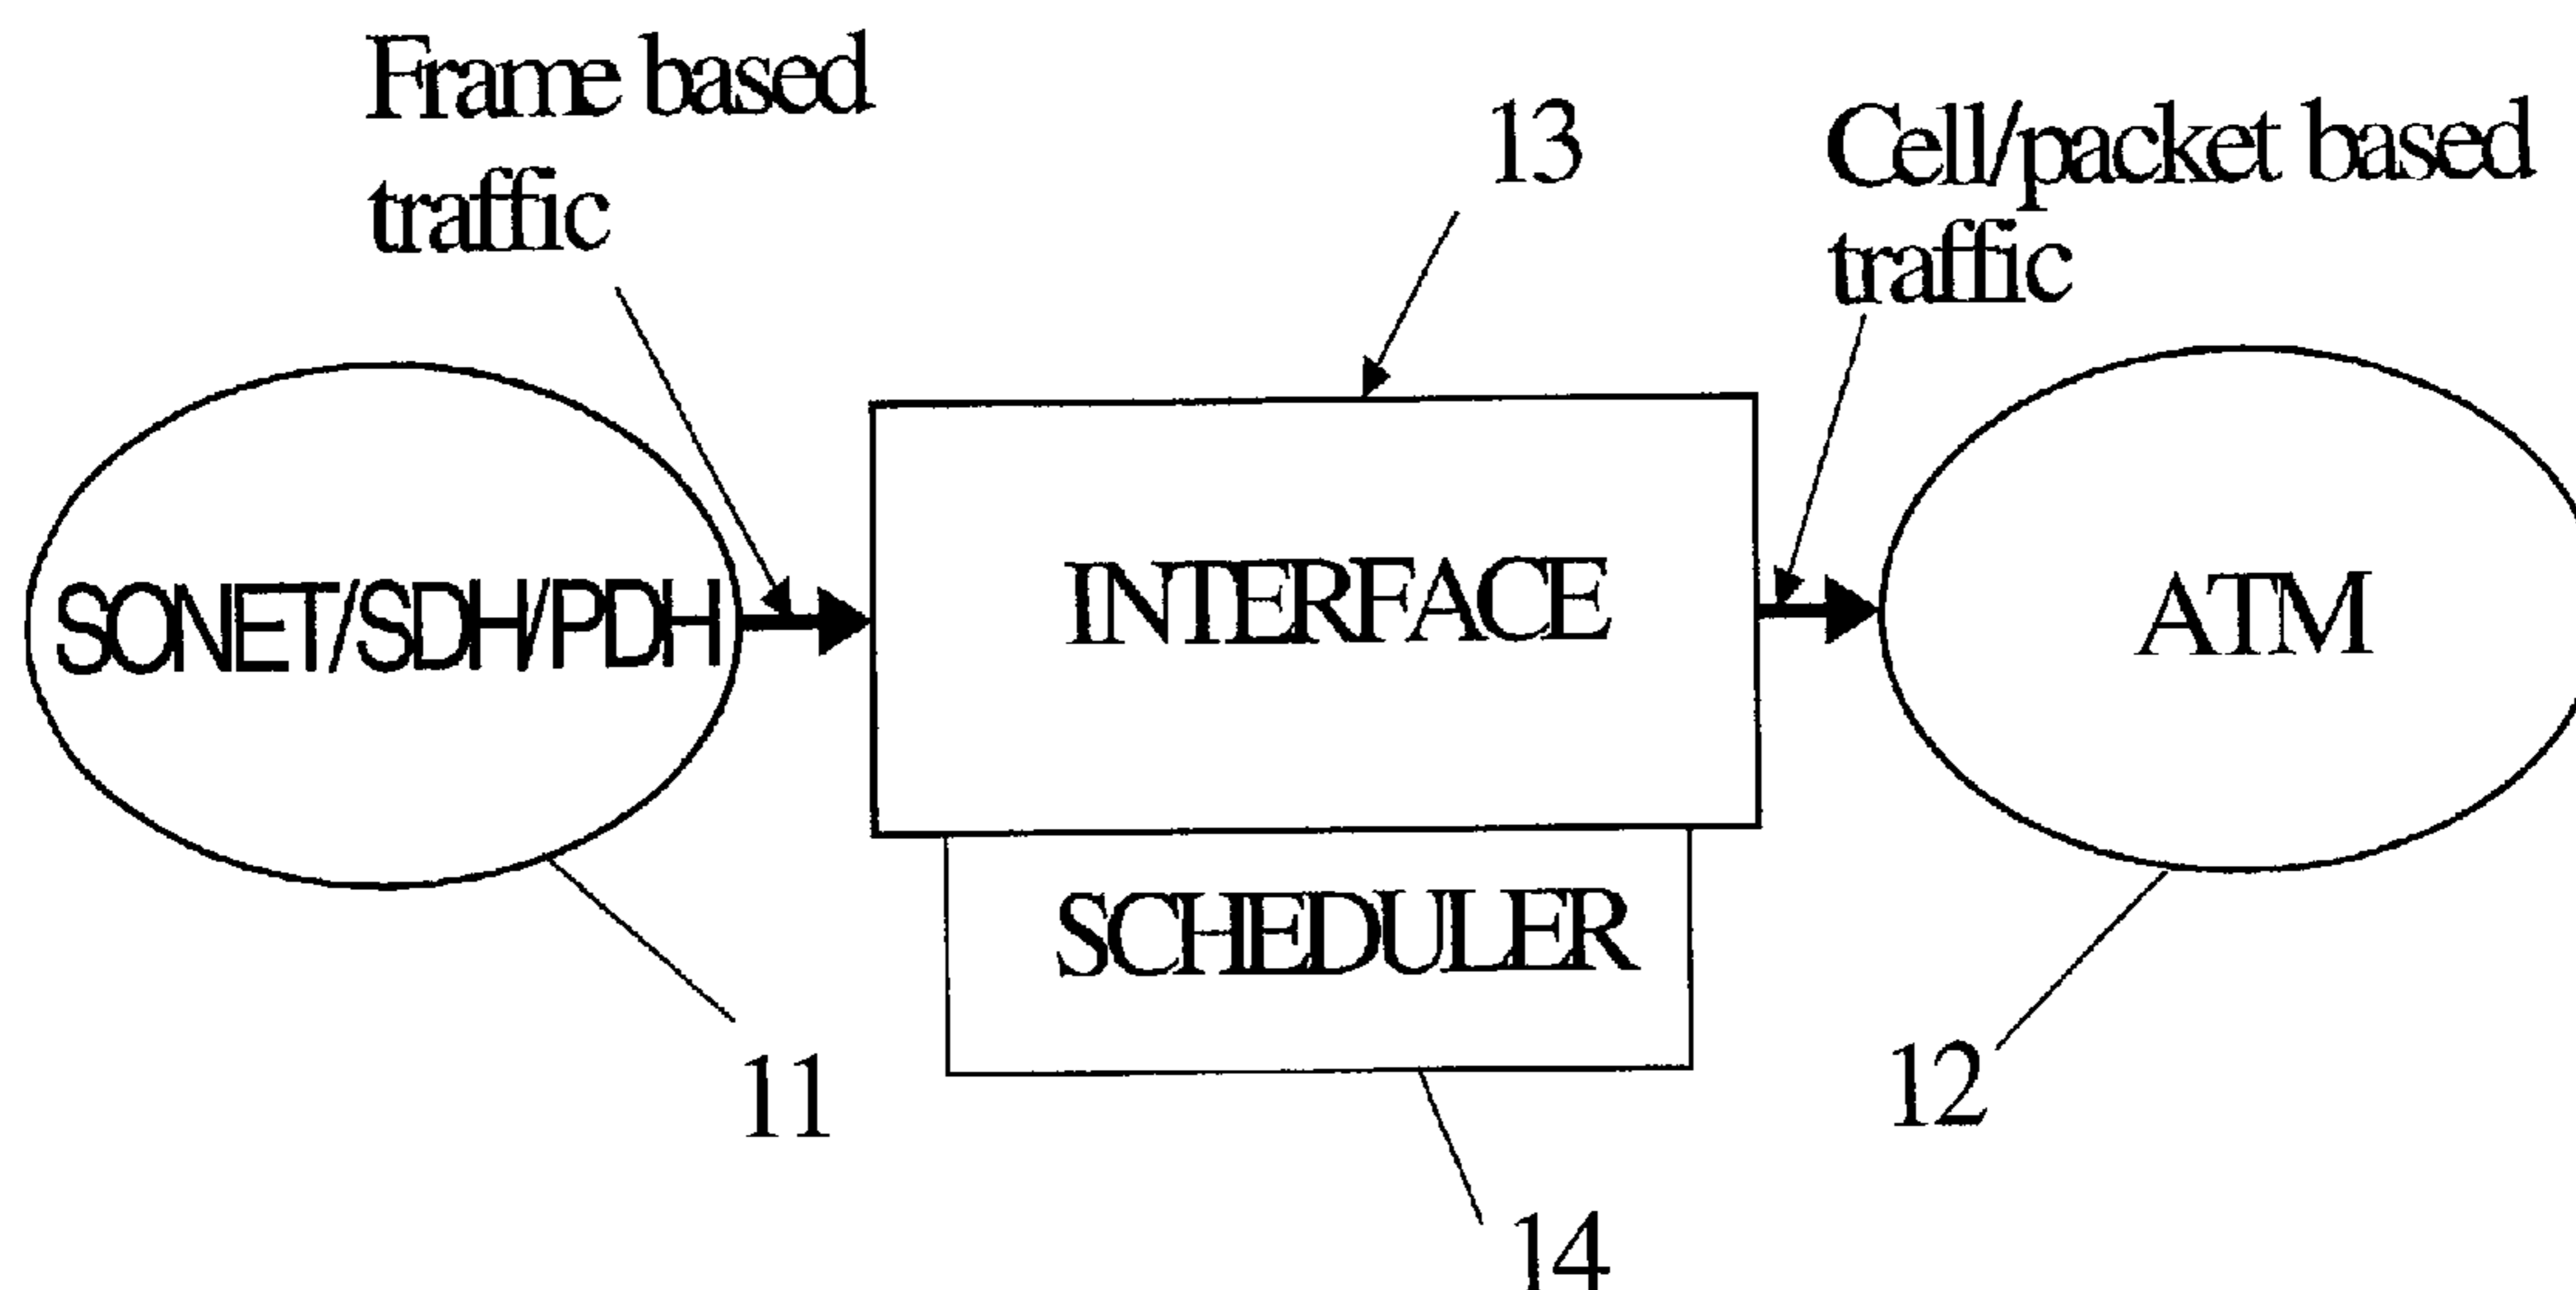 Frame based
traffic
13
Cell/packet based
traffic
SONET/SDH/PDH
INTERFACE
ATM
SCHEDULER
11
12
14